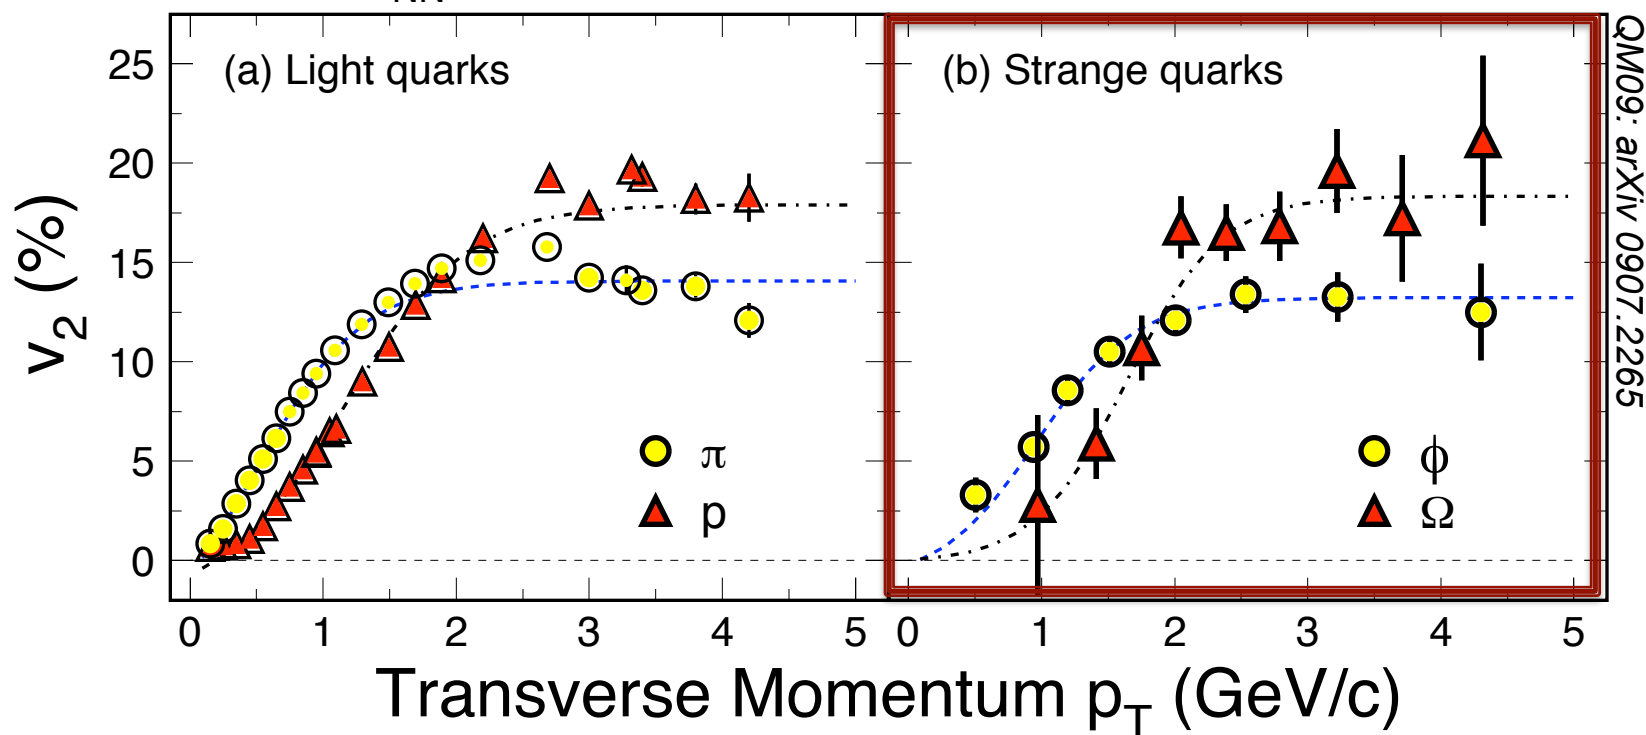 (a) Light quarks
(b) Strange quarks
25
20
15
10
5
0
v2 (%)
π
p
ϕ
Ω
0 1 2 3 4 5
0 1 2 3 4 5
Transverse Momentum pT (GeV/c)
QM09: arXiv 0907.2265